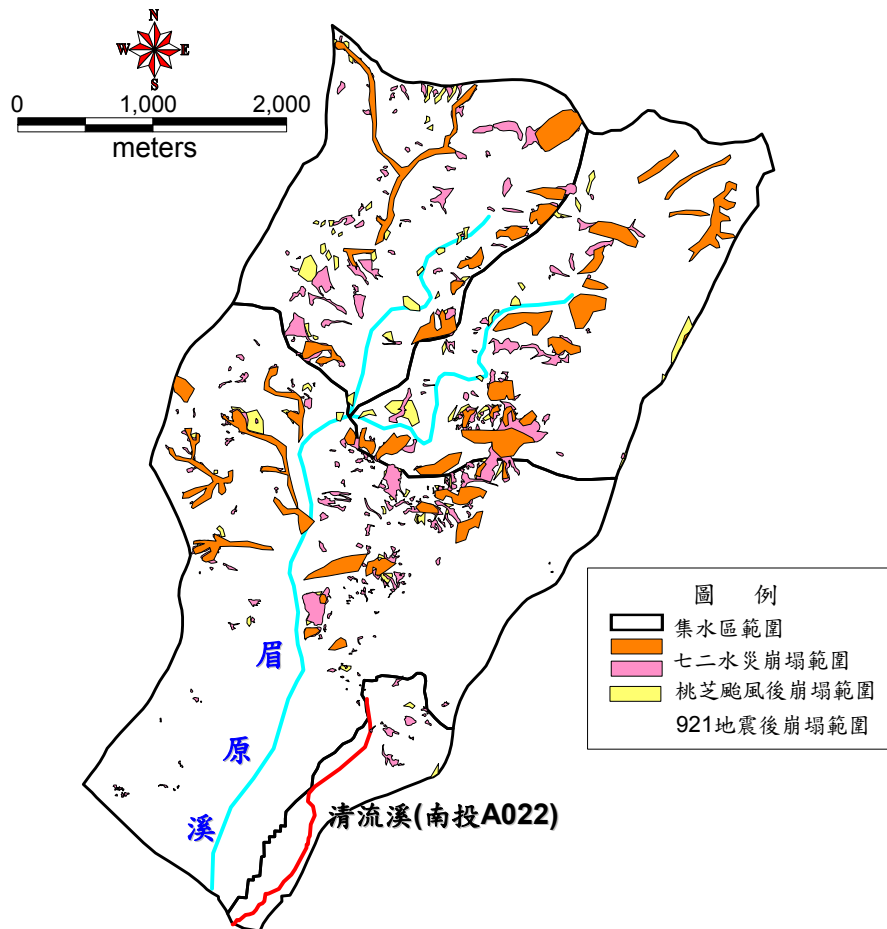 N
W E
S
0 1,000 2,000
meters
圖 例
集水區範圍
七二水災崩塌範圍
桃芝颱風後崩塌範圍
921地震後崩塌範圍
眉
原
溪
清流溪(南投A022)